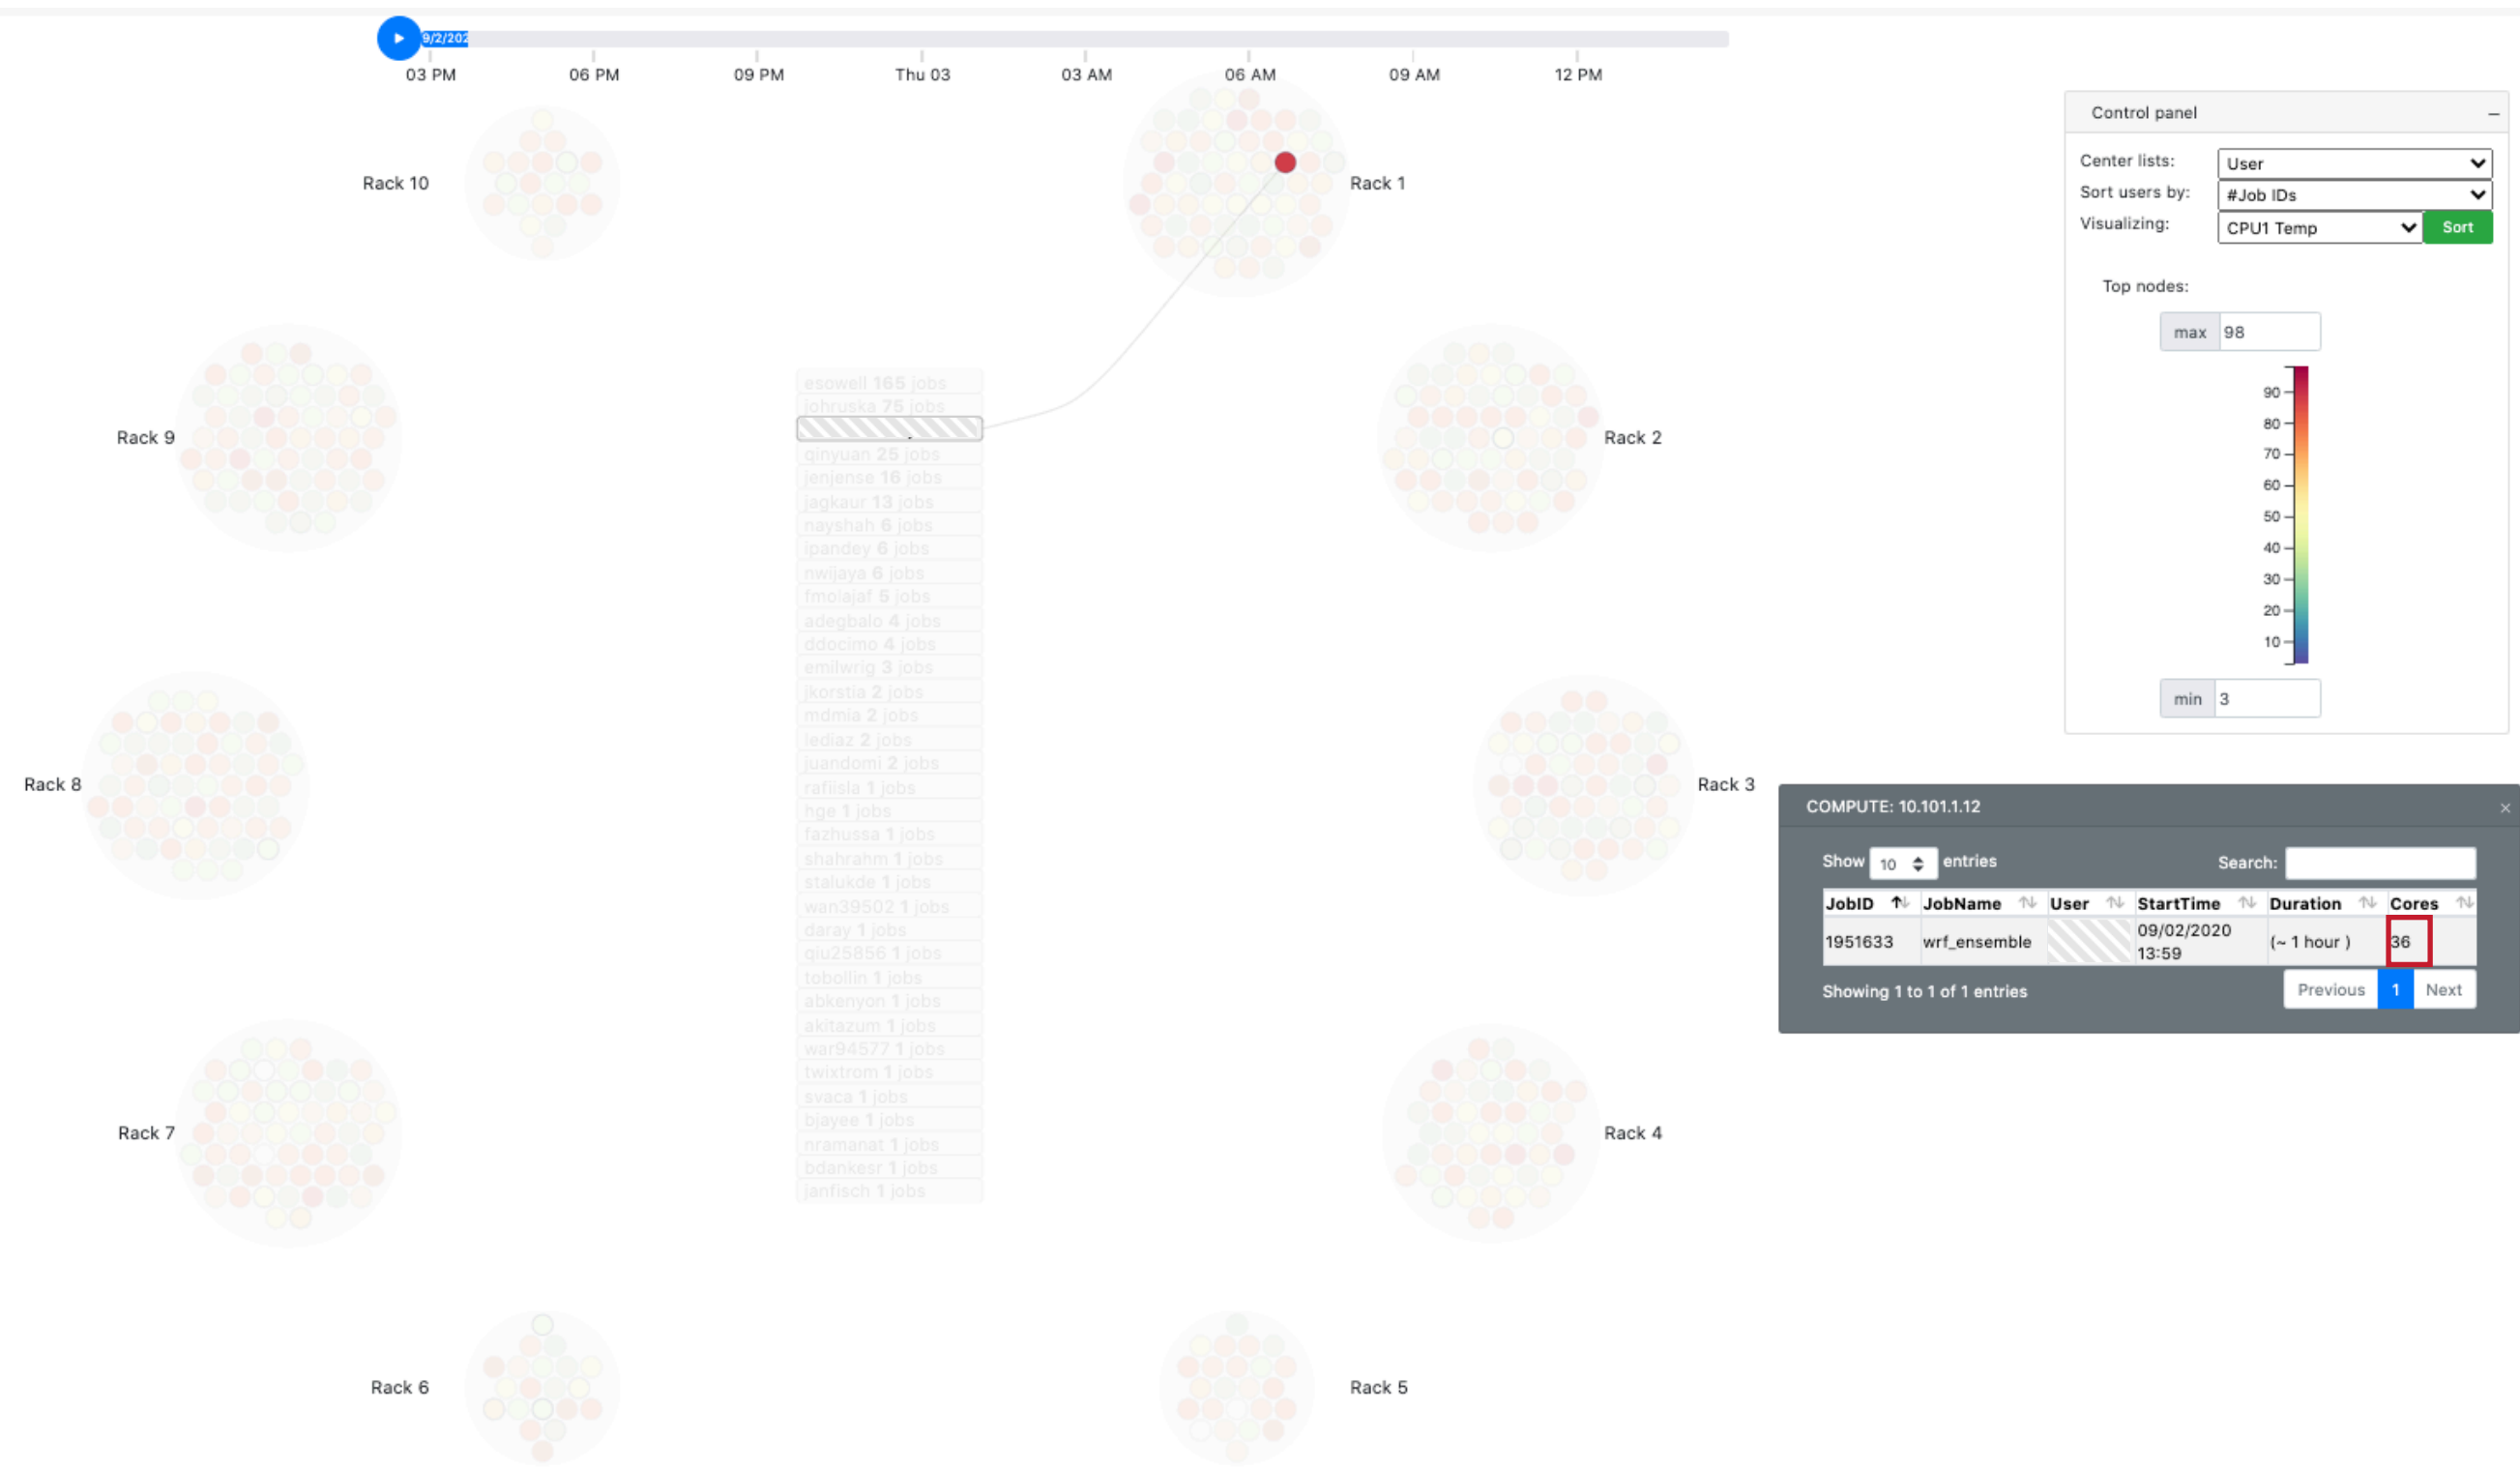 9/2/202
03 PM 06 PM 09 PM Thu 03 03 AM 06 AM 09 AM 12 PM
Control panel
Center lists: User
Sort users by: #Job IDs
Visualizing: CPU1 Temp Sort
Top nodes:
max 98
90
80
70
60
50
40
30
20
10
min 3
Rack 10
Rack 1
Rack 9
Rack 2
Rack 8
Rack 3
Rack 7
Rack 4
Rack 6
Rack 5
esowell 165 jobs
johruska 75 jobs
qinyuan 25 jobs
jenjense 16 jobs
jagkaur 13 jobs
nayshah 6 jobs
ipandey 6 jobs
nwijaya 6 jobs
fmolajaf 5 jobs
adegbalo 4 jobs
ddocimo 4 jobs
emilwrig 3 jobs
jkorstia 2 jobs
mdmia 2 jobs
lediaz 2 jobs
juandomi 2 jobs
rafiisla 1 jobs
hge 1 jobs
fazhussa 1 jobs
shahrahm 1 jobs
stalukde 1 jobs
wan39502 1 jobs
daray 1 jobs
qiu25856 1 jobs
tobollin 1 jobs
abkenyon 1 jobs
akitazum 1 jobs
war94577 1 jobs
twixtrom 1 jobs
svaca 1 jobs
bjayee 1 jobs
nramanat 1 jobs
bdankesr 1 jobs
janfisch 1 jobs
COMPUTE: 10.101.1.12 ×
Show 10 entries Search:
JobID JobName User StartTime Duration Cores
1951633 wrf_ensemble 09/02/2020 13:59 (~ 1 hour ) 36
Showing 1 to 1 of 1 entries Previous 1 Next